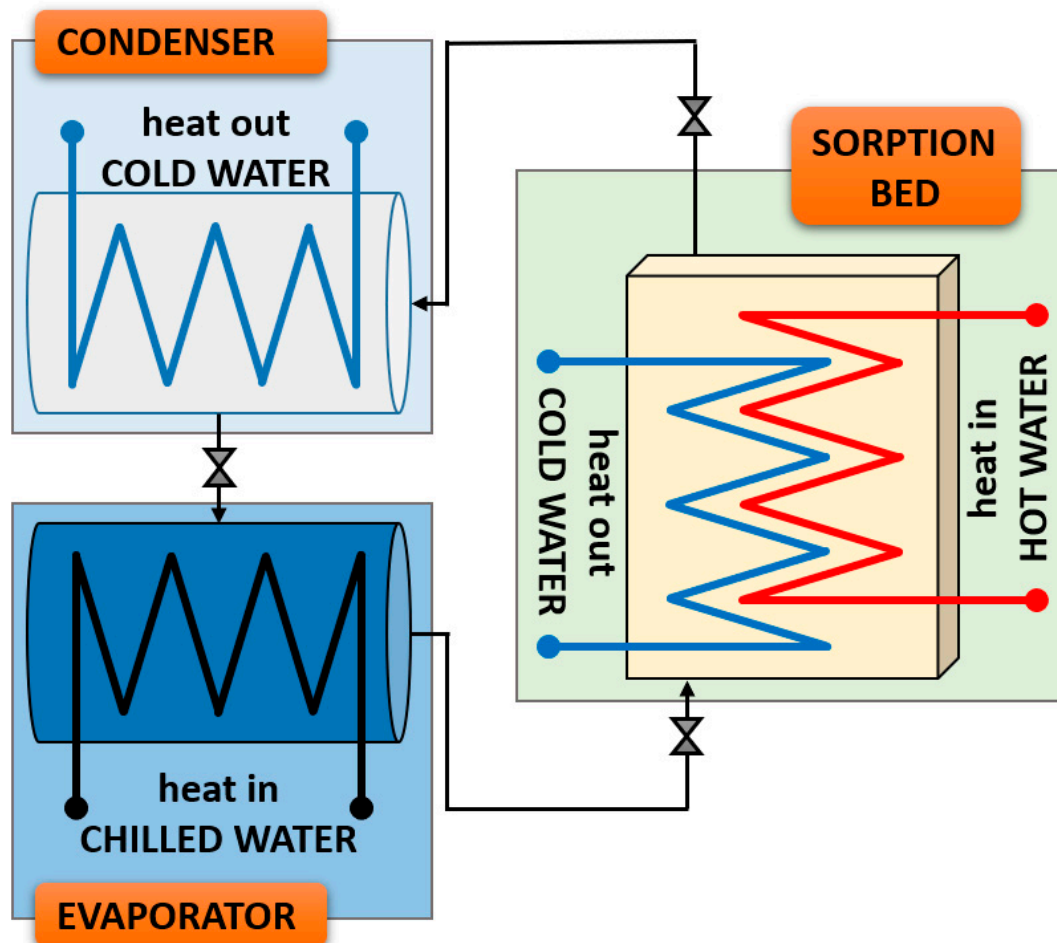 CONDENSER
heat out
COLD WATER
SORPTION
BED
COLD WATER
heat out
heat in
HOT WATER
heat in
CHILLED WATER
EVAPORATOR